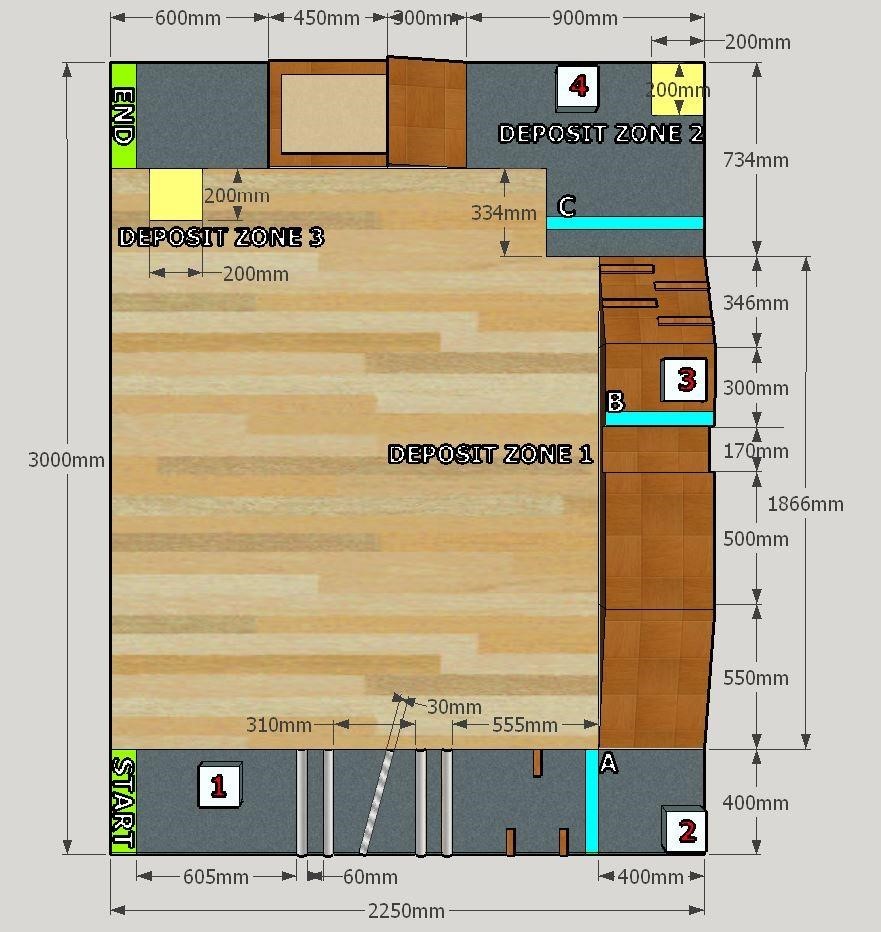 600mm
450mm
300mm
900mm
200mm
END
4
200mm
DEPOSIT ZONE 2
734mm
200mm
334mm
C
DEPOSIT ZONE 3
200mm
346mm
3
300mm
B
DEPOSIT ZONE 1
170mm
3000mm
1866mm
500mm
550mm
30mm
310mm
555mm
A
START
1
400mm
2
605mm
60mm
400mm
2250mm